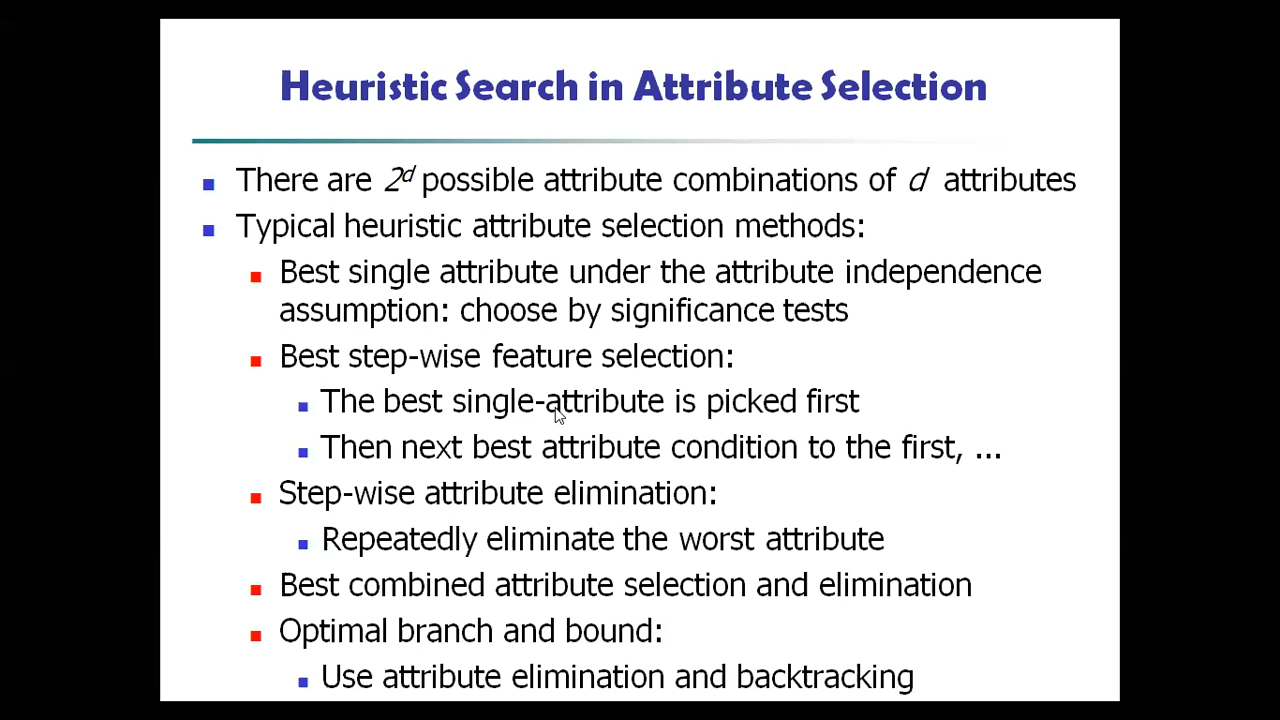 Heuristic Search in Attribute Selection
There are 2^d possible attribute combinations of d attributes
Typical heuristic attribute selection methods:
Best single attribute under the attribute independence
assumption: choose by significance tests
Best step-wise feature selection:
The best single-attribute is picked first
Then next best attribute condition to the first, ...
Step-wise attribute elimination:
Repeatedly eliminate the worst attribute
Best combined attribute selection and elimination
Optimal branch and bound:
Use attribute elimination and backtracking